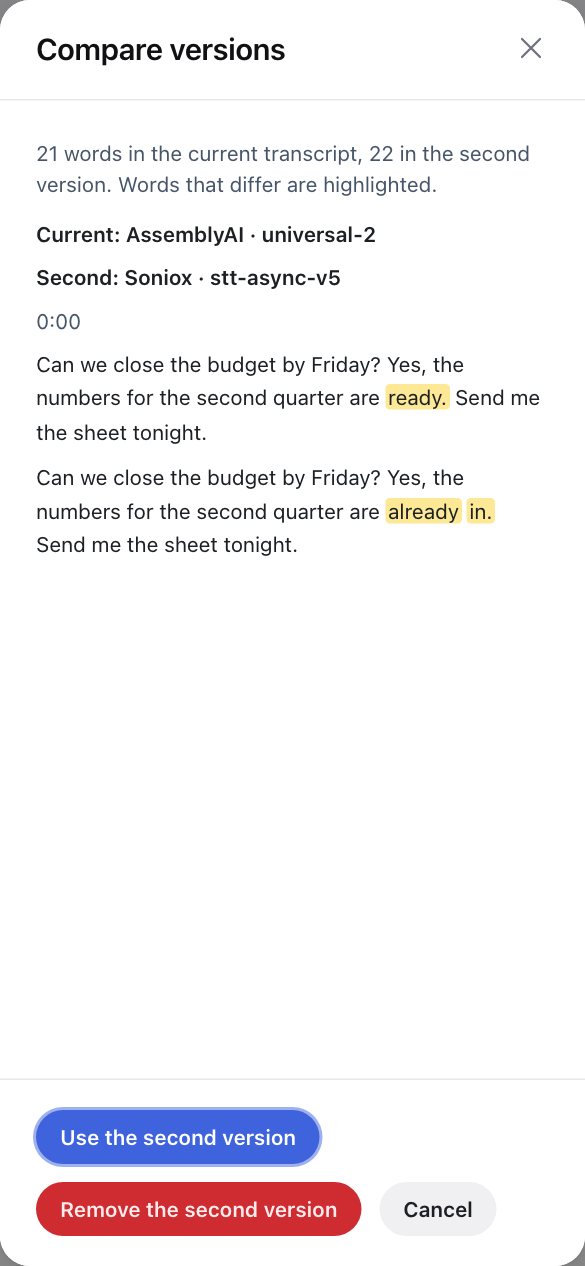 Compare versions
21 words in the current transcript, 22 in the second
version. Words that differ are highlighted.
Current: AssemblyAI · universal-2
Second: Soniox · stt-async-v5
0:00
Can we close the budget by Friday? Yes, the
numbers for the second quarter are ready. Send me
the sheet tonight.
Can we close the budget by Friday? Yes, the
numbers for the second quarter are already in.
Send me the sheet tonight.
Use the second version
Remove the second version
Cancel